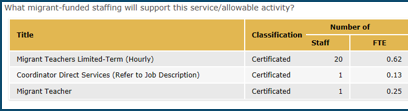 What migrant-funded staffing will support this service/allowable activity?
Number of
Title Classification Staff FTE
Migrant Teachers Limited-Term (Hourly) Certificated 20 0.62
Coordinator Direct Services (Refer to Job Description) Certificated 1 0.13
Migrant Teacher Certificated 1 0.25